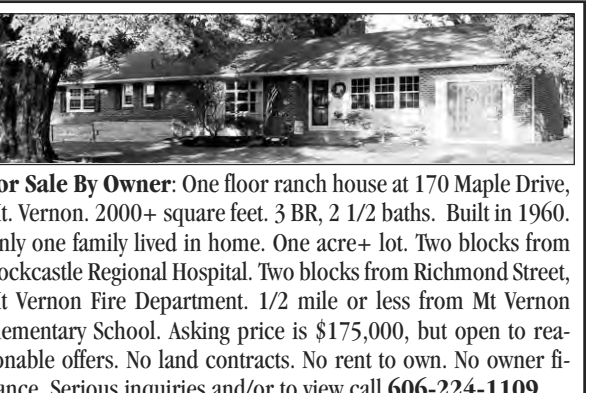 or Sale By Owner: One floor ranch house at 170 Maple Drive,
t. Vernon. 2000+ square feet. 3 BR, 2 1/2 baths. Built in 1960.
nly one family lived in home. One acre+ lot. Two blocks from
ockcastle Regional Hospital. Two blocks from Richmond Street,
t Vernon Fire Department. 1/2 mile or less from Mt Vernon
lementary School. Asking price is $175,000, but open to rea-
onable offers. No land contracts. No rent to own. No owner fi-
ance. Serious inquiries and/or to view call 606-224-1109